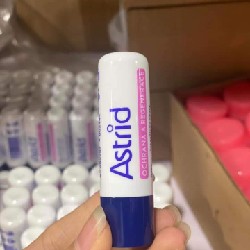 Astrid
OCHRANA A REGENERACE